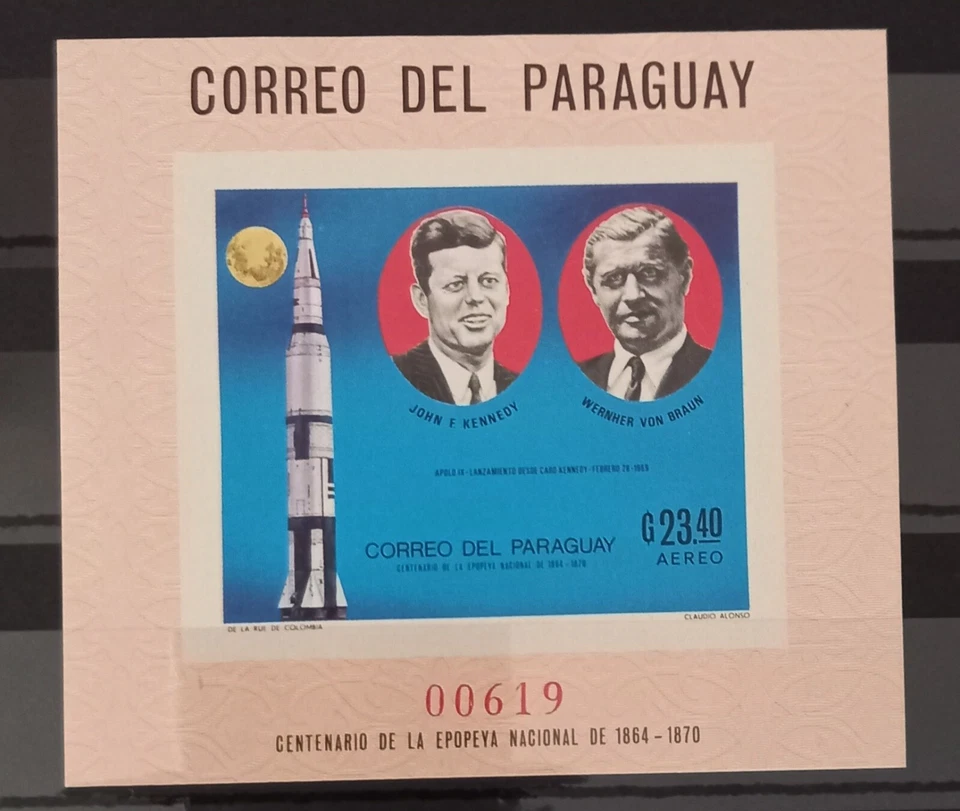 CORREO DEL PARAGUAY
JOHN F. KENNEDY
WERNHER VON BRAUN
APOLO IX - LANZAMIENTO DESDE CABO KENNEDY - FEBRERO 28 - 1969
₲ 23.40
AEREO
CORREO DEL PARAGUAY
CENTENARIO DE LA EPOPEYA NACIONAL DE 1864 - 1870
DE LA RUE DE COLOMBIA
CLAUDIO ALONSO
00619
CENTENARIO DE LA EPOPEYA NACIONAL DE 1864 - 1870